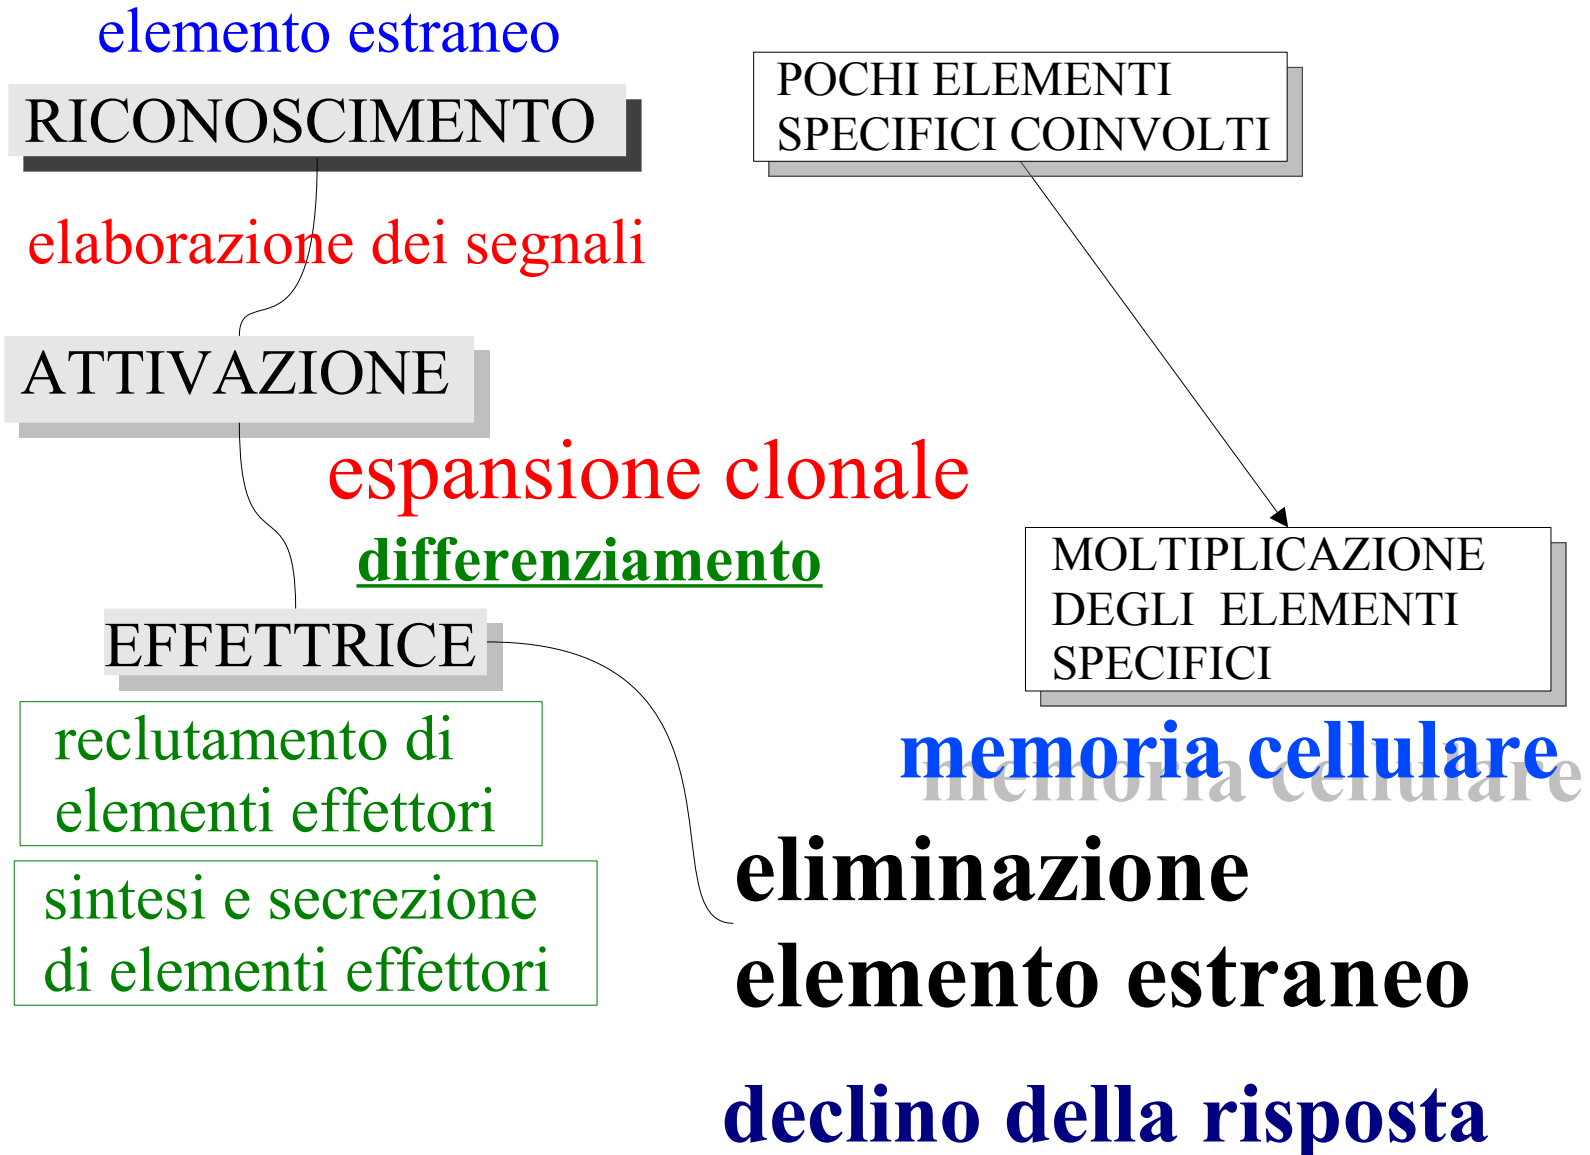 elemento estraneo
RICONOSCIMENTO
elaborazione dei segnali
ATTIVAZIONE
espansione clonale
differenziamento
EFFETTRICE
reclutamento di
elementi effettori
sintesi e secrezione
di elementi effettori
POCHI ELEMENTI
SPECIFICI COINVOLTI
MOLTIPLICAZIONE
DEGLI ELEMENTI
SPECIFICI
memoria cellulare
eliminazione
elemento estraneo
declino della risposta